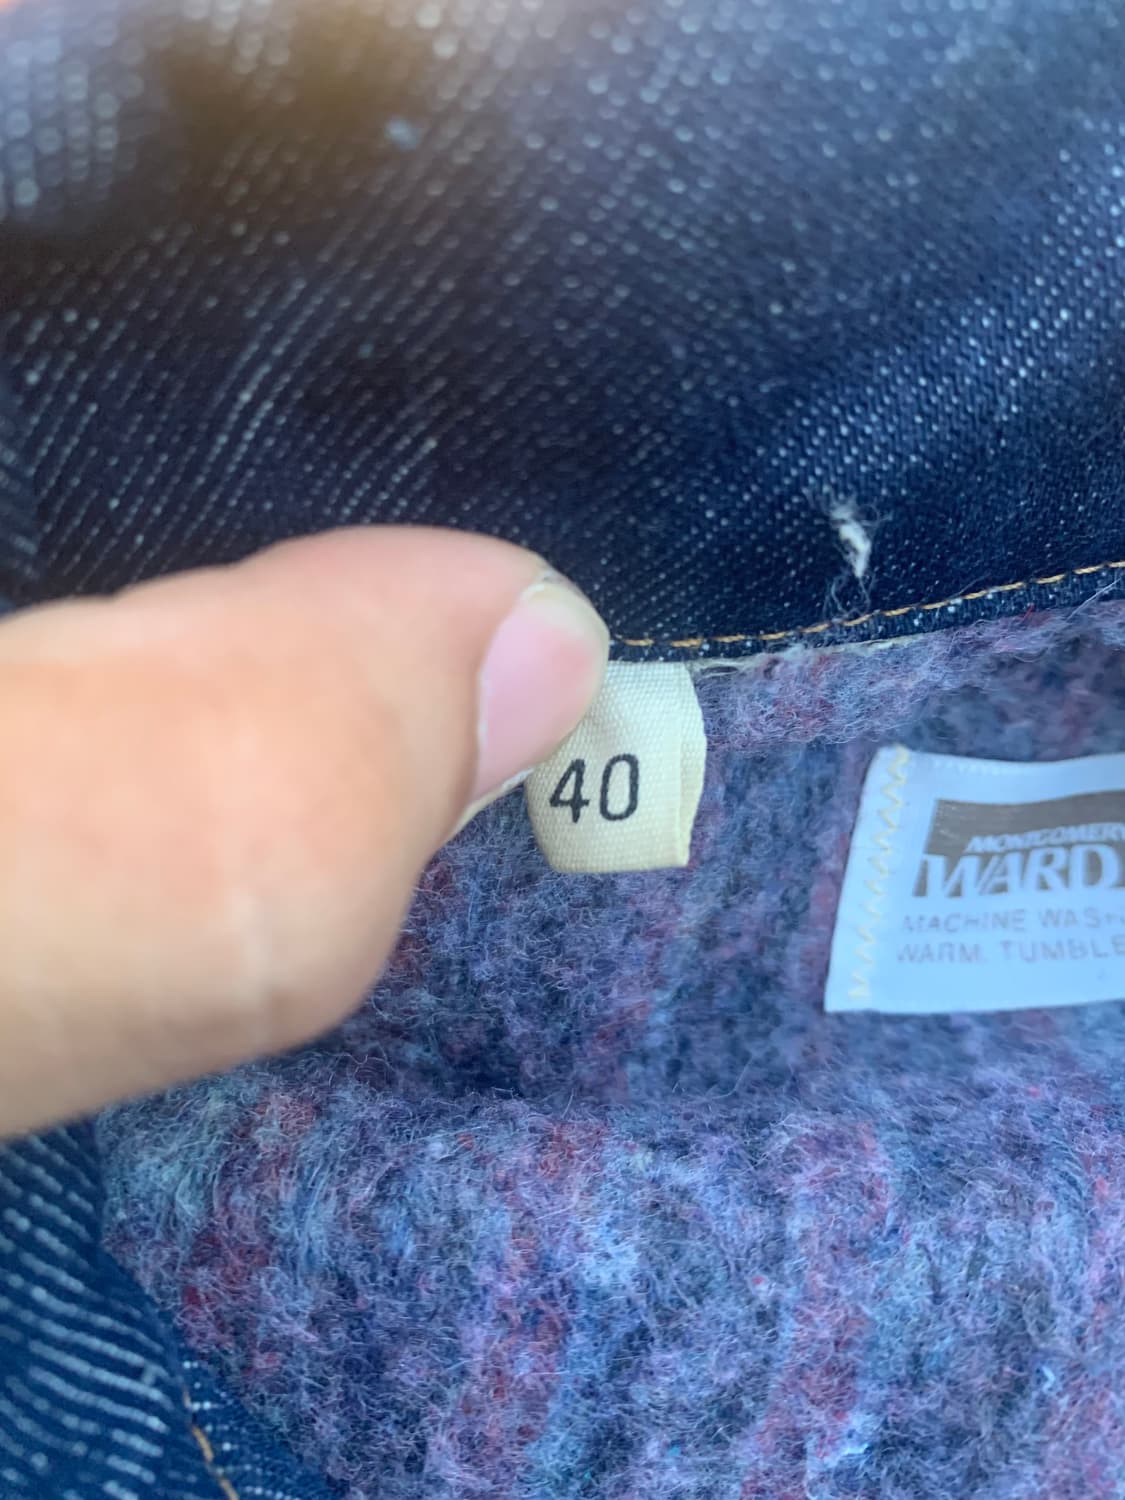 40
MONTGOMERY
WARD
MACHINE WASH
WARM. TUMBLE